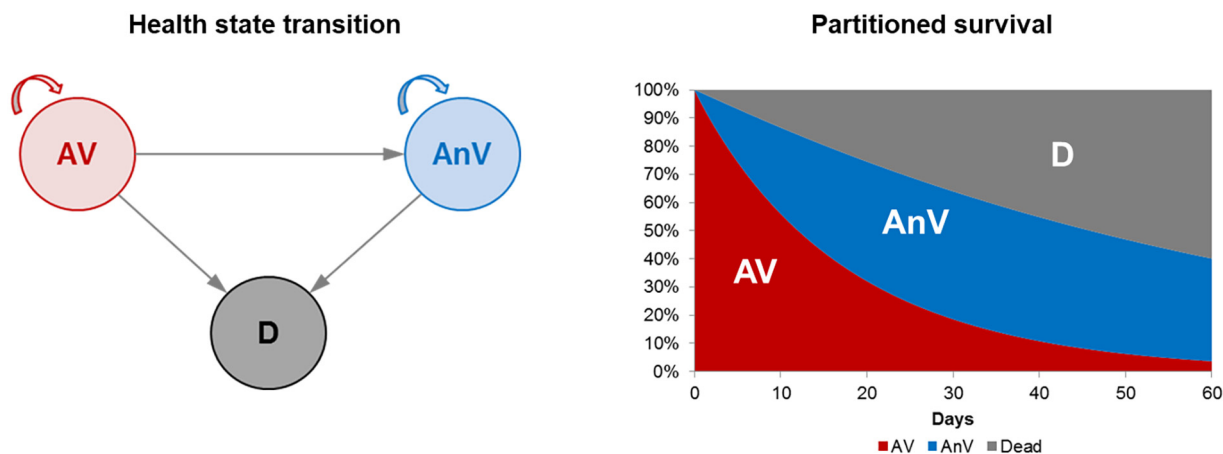 Health state transition
AV
AnV
D
Partitioned survival
100%
90%
80%
70%
60%
50%
40%
30%
20%
10%
0%
D
AnV
AV
0 10 20 30 40 50 60
Days
AV AnV Dead